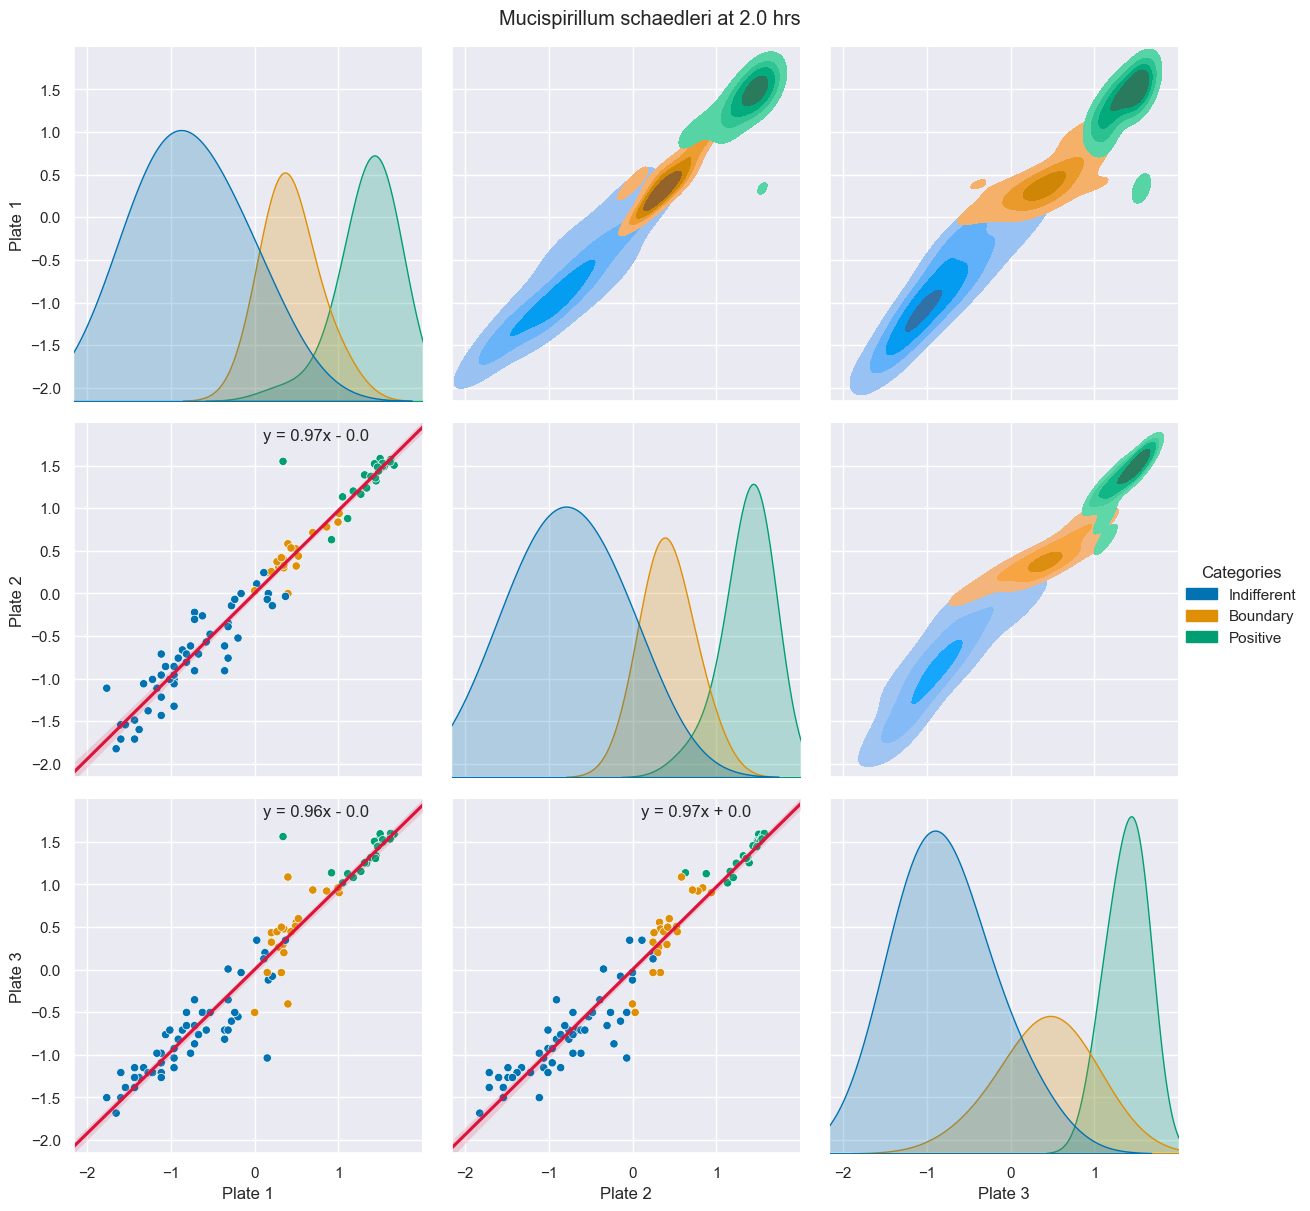 Mucispirillum schaedleri at 2.0 hrs
1.5
1.0
0.5
0.0
−0.5
−1.0
−1.5
−2.0
Plate 1
y = 0.97x - 0.0
1.5
1.0
0.5
0.0
−0.5
−1.0
−1.5
−2.0
Plate 2
Categories
Indifferent
Boundary
Positive
y = 0.96x - 0.0
y = 0.97x + 0.0
1.5
1.0
0.5
0.0
−0.5
−1.0
−1.5
−2.0
Plate 3
−2 −1 0 1
−2 −1 0 1
−2 −1 0 1
Plate 1
Plate 2
Plate 3